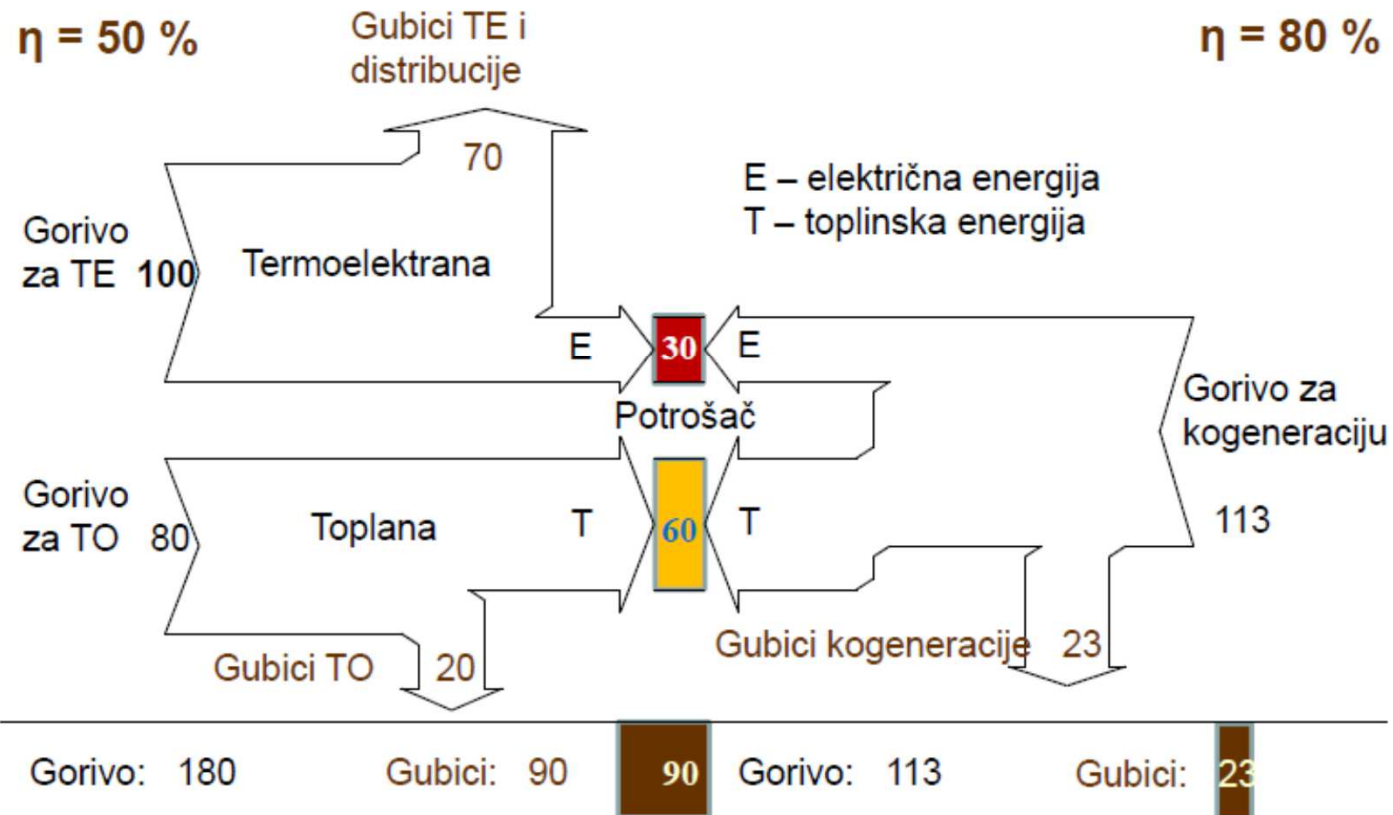 η = 50 %
Gubici TE i
distribucije
η = 80 %
70
E – električna energija
T – toplinska energija
Gorivo
za TE 100
Termoelektrana
E
30
E
Potrošač
Gorivo za
kogeneraciju
113
Gorivo
za TO 80
Toplana
T
60
T
Gubici TO 20
Gubici kogeneracije 23
Gorivo: 180
Gubici: 90
90
Gorivo: 113
Gubici: 23